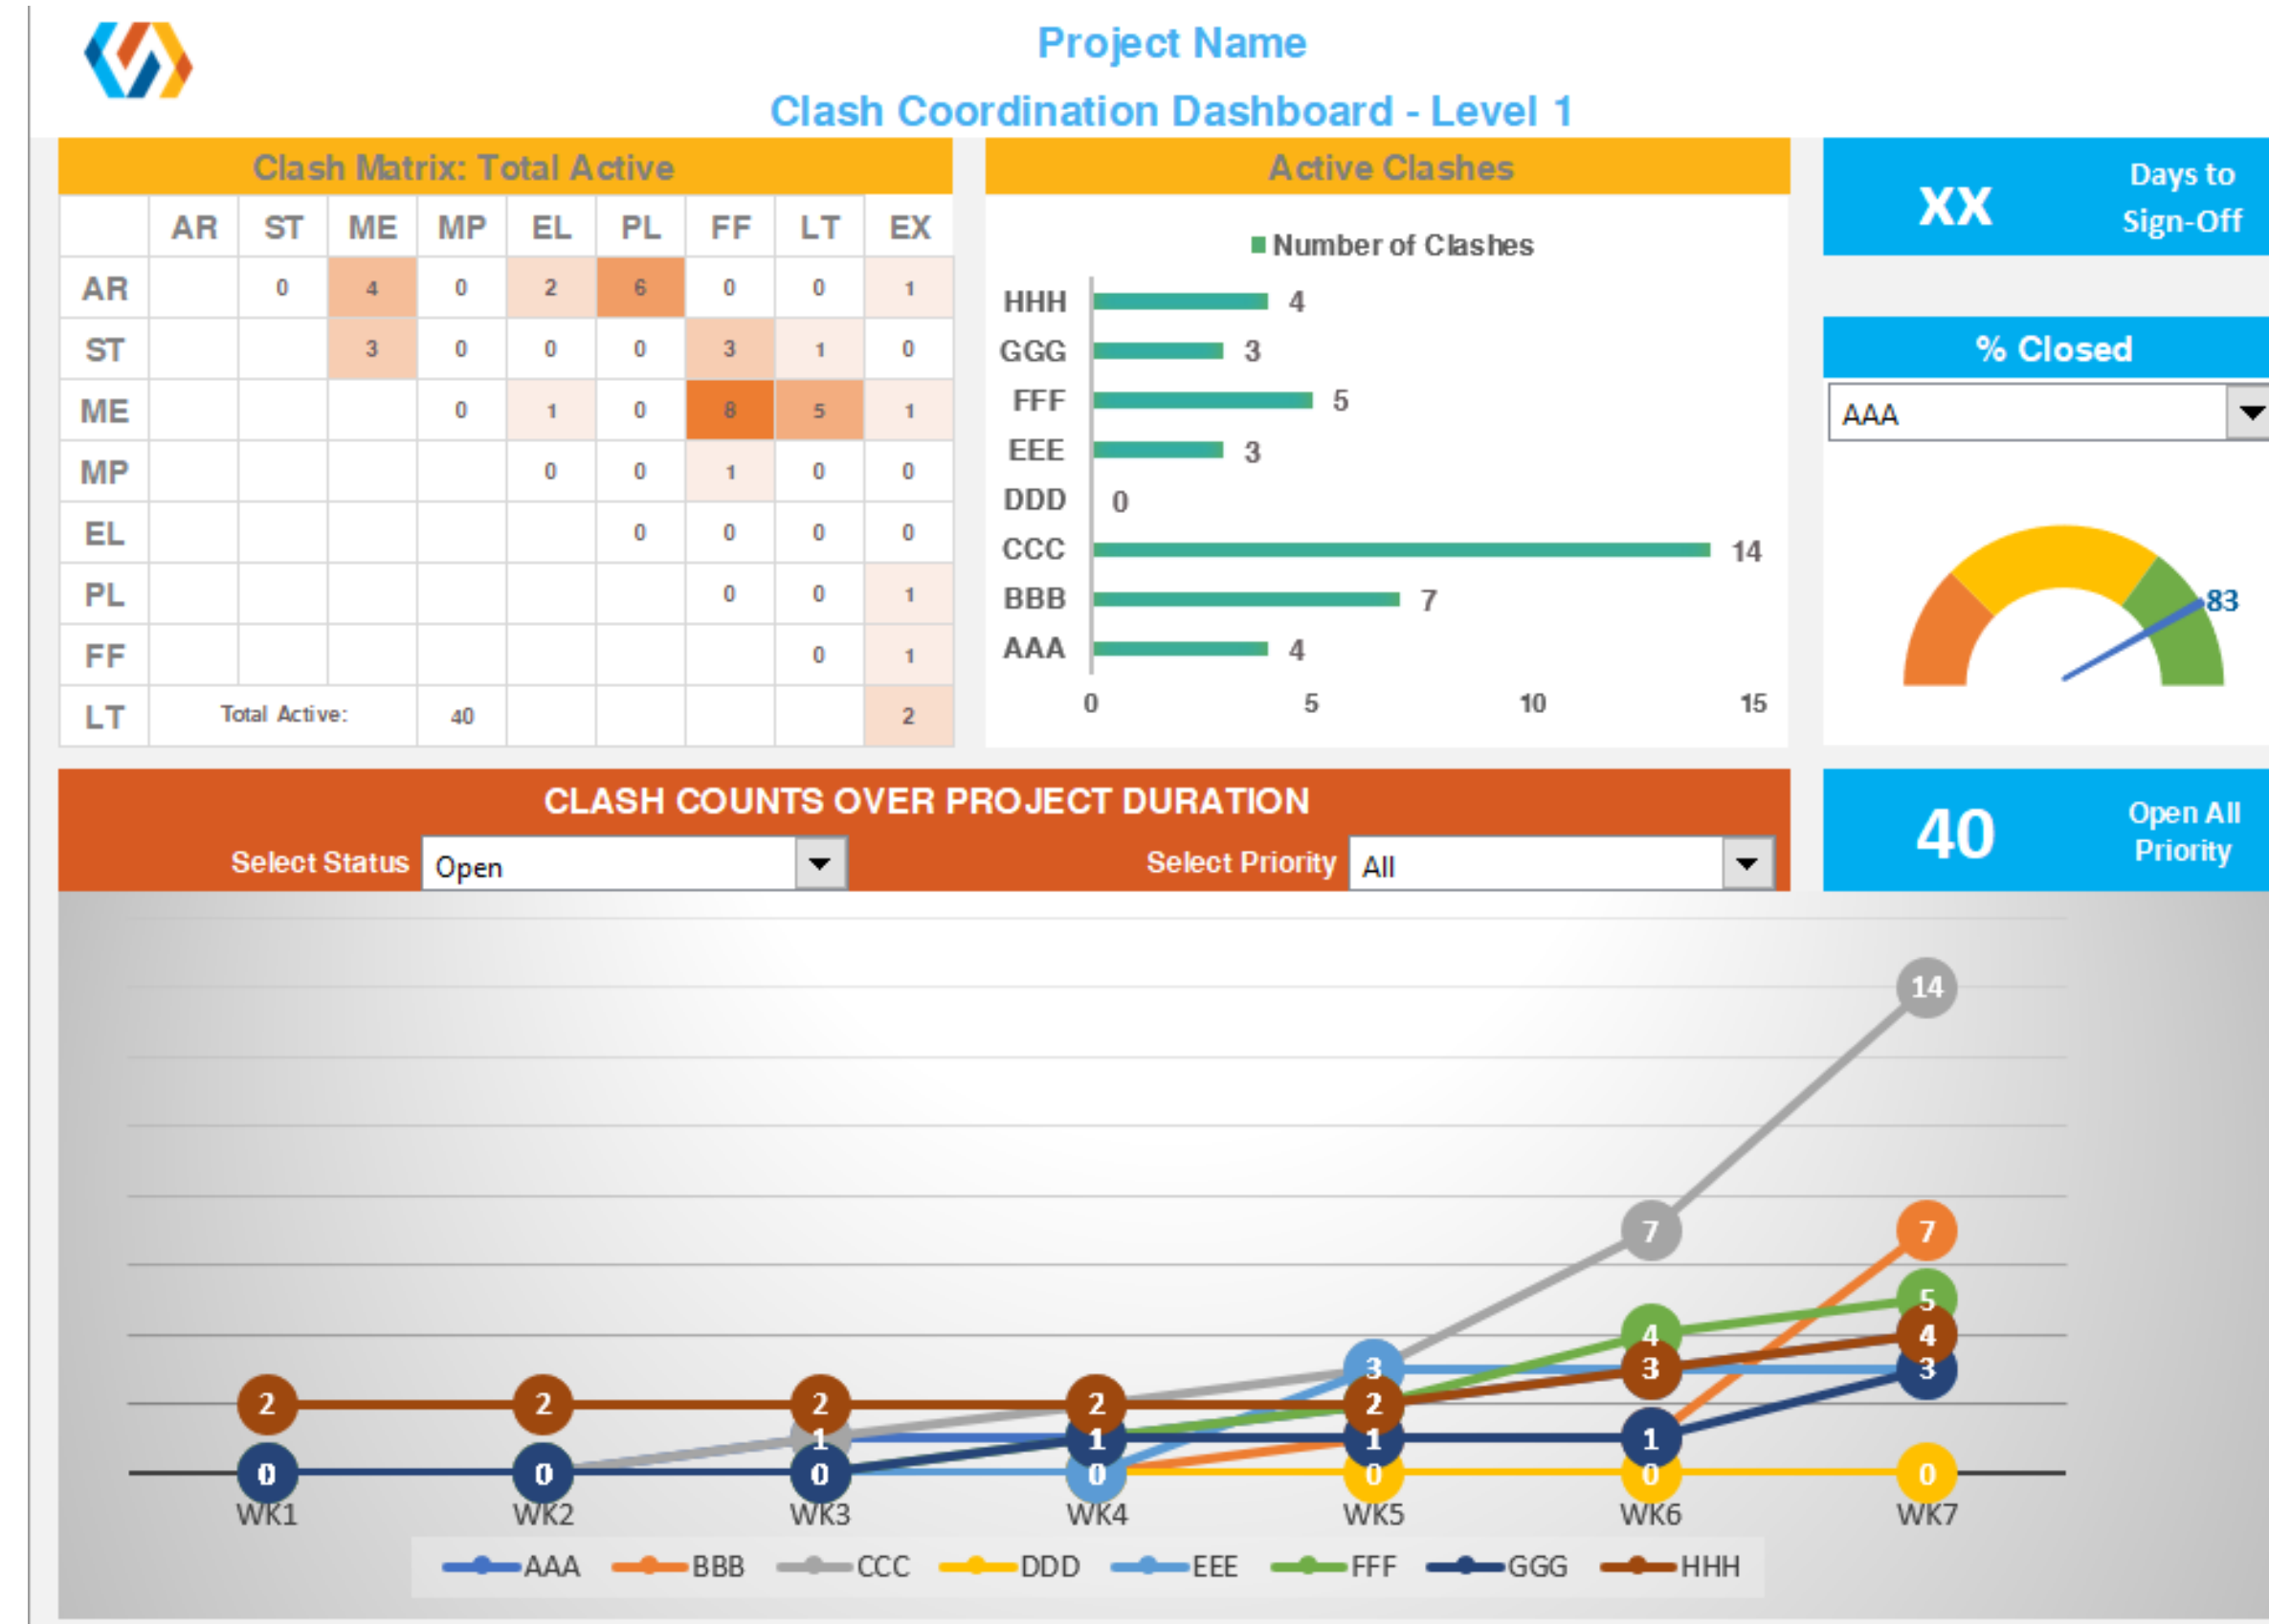 Project Name
Clash Coordination Dashboard - Level 1
Clash Matrix: Total Active
AR ST ME MP EL PL FF LT EX
AR 0 4 0 2 6 0 0 1
ST 3 0 0 0 3 1 0
ME 0 1 0 8 5 1
MP 0 0 1 0 0
EL 0 0 0 0
PL 0 0 1
FF 0 1
LT Total Active: 40 2
Active Clashes
Number of Clashes
HHH 4
GGG 3
FFF 5
EEE 3
DDD 0
CCC 14
BBB 7
AAA 4
0 5 10 15
XX Days to
Sign-Off
% Closed
AAA
83
CLASH COUNTS OVER PROJECT DURATION
Select Status Open Select Priority All
40 Open All
Priority
14
7 7
5
4 4
3 3 3
2 2 2 2 2
1 1 1 1
0 0 0 0 0 0 0
WK1 WK2 WK3 WK4 WK5 WK6 WK7
AAA BBB CCC DDD EEE FFF GGG HHH